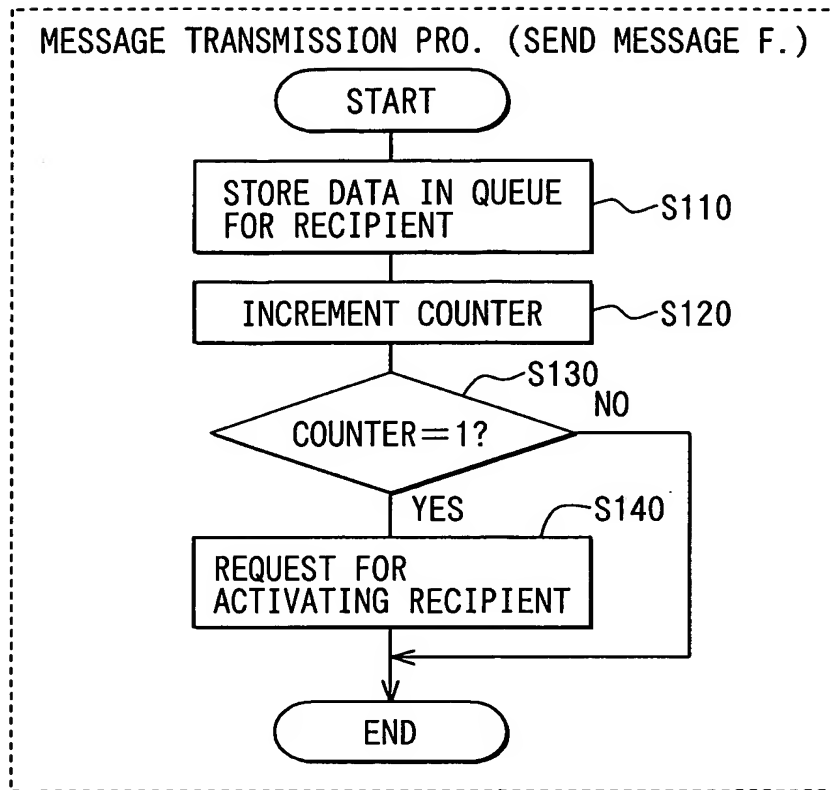 MESSAGE TRANSMISSION PRO. (SEND MESSAGE F.)
START
STORE DATA IN QUEUE
FOR RECIPIENT
S110
INCREMENT COUNTER
S120
S130
NO
COUNTER=1?
YES
S140
REQUEST FOR
ACTIVATING RECIPIENT
END